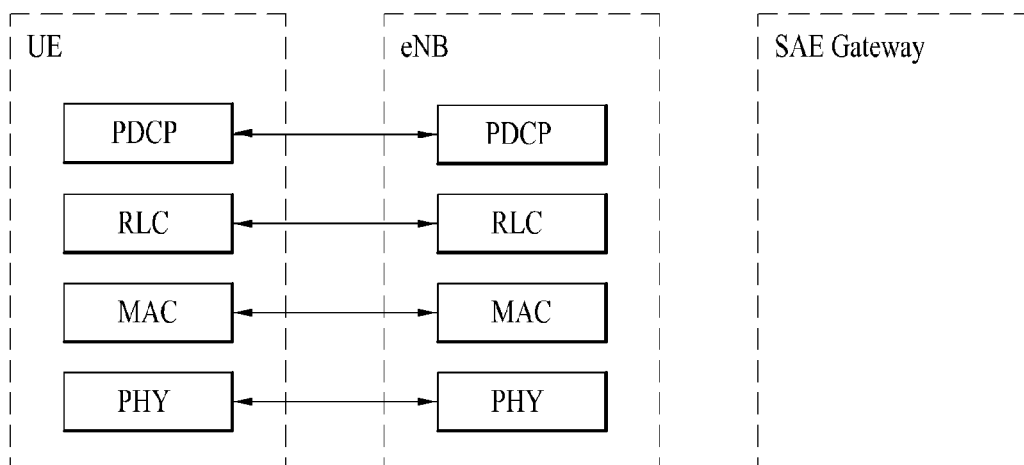 UE
eNB
SAE Gateway
PDCP
PDCP
RLC
RLC
MAC
MAC
PHY
PHY